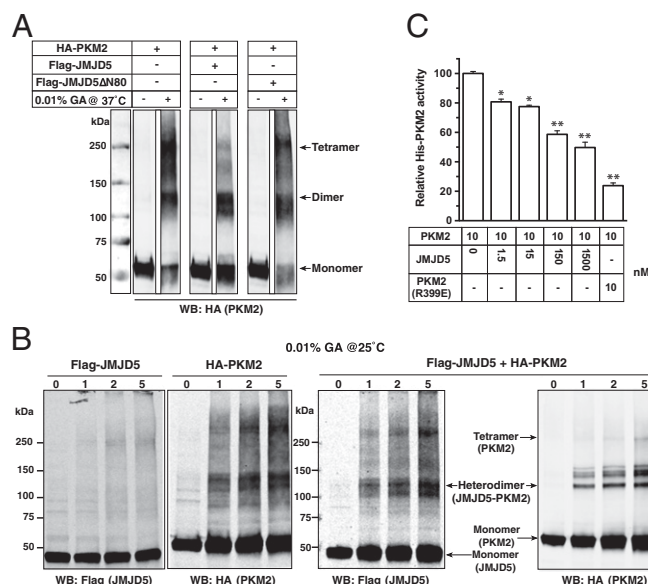 A
HA-PKM2 + + +
Flag-JMJD5 - + -
Flag-JMJD5ΔN80 - - +
0.01% GA @ 37˚C - + - + - +
kDa
250
150
100
75
50
Tetramer
Dimer
Monomer
WB: HA (PKM2)
C
Relative His-PKM2 activity
120
100
80
60
40
20
0
* * ** ** **
PKM2 10 10 10 10 10 10
JMJD5 0 1.5 15 150 1500 -
PKM2 (R399E) - - - - - 10
nM
B
0.01% GA @25˚C
Flag-JMJD5
HA-PKM2
Flag-JMJD5 + HA-PKM2
0 1 2 5
0 1 2 5
0 1 2 5
0 1 2 5
kDa
250
150
100
75
50
WB: Flag (JMJD5)
WB: HA (PKM2)
kDa
250
150
100
75
50
Tetramer
(PKM2)
Heterodimer
(JMJD5-PKM2)
Monomer
(PKM2)
Monomer
(JMJD5)
WB: Flag (JMJD5)
WB: HA (PKM2)